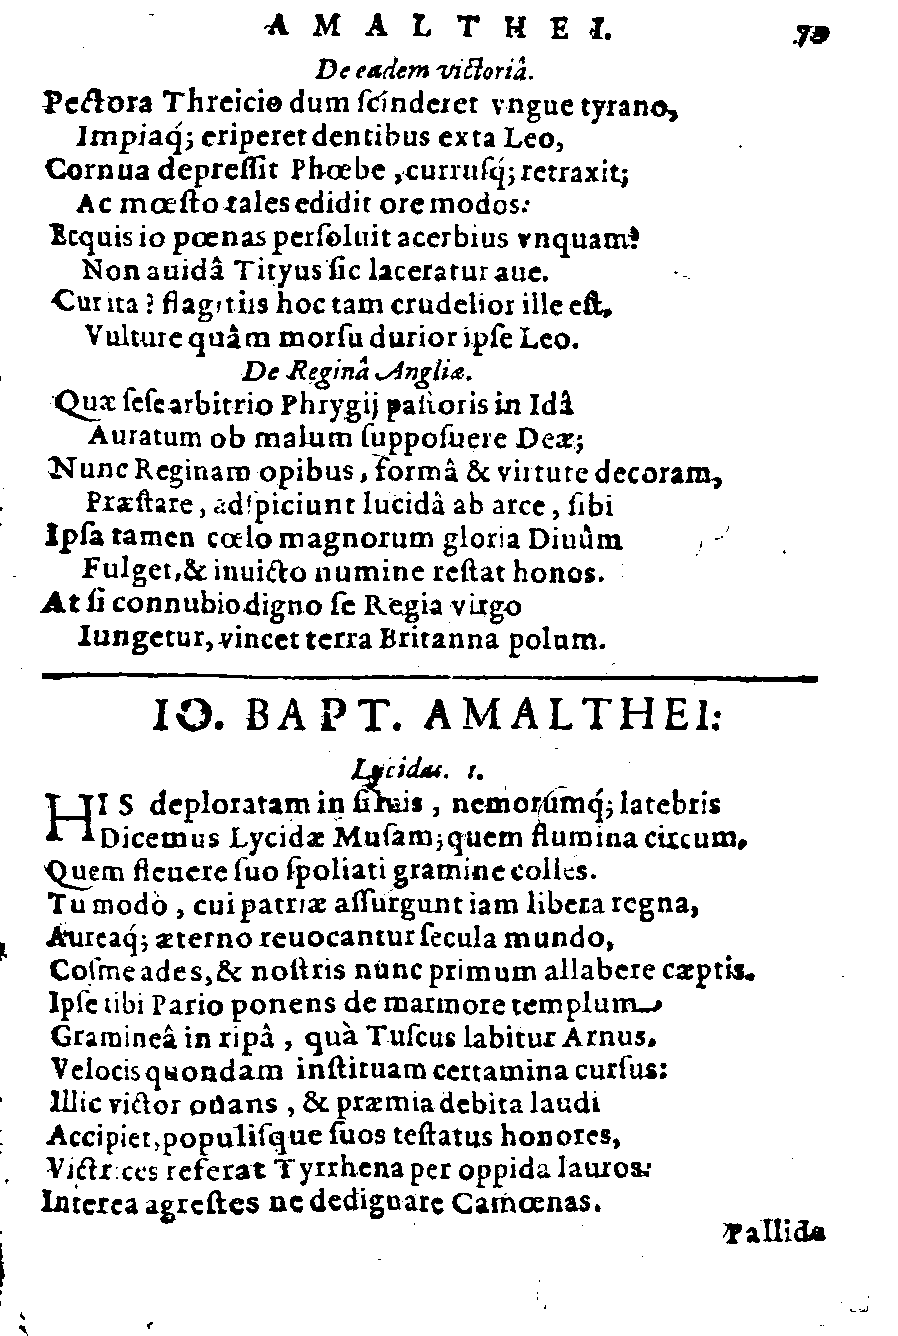 AMALTHEI.
De eadem victoriâ.
Pectora Threicio dum ſcinderet vngue tyrano,
Impiaq́; eriperet dentibus exta Leo,
Cornua depreſſit Phœbe, curruſq́; retraxit;
Ac mœſto tales edidit ore modos:
Ecquis io pœnas perſoluit acerbius vnquam?
Non auidâ Tityus ſic laceratur aue.
Cur ita? flagitiis hoc tam crudelior ille eſt,
Vulture quâm morſu durior ipſe Leo.
De Reginâ Angliæ.
Quæ ſeſe arbitrio Phrygij paſtoris in Idâ
Auratum ob malum ſuppoſuere Deæ;
Nunc Reginam opibus, formâ & virtute decoram,
Præſtare, adſpiciunt lucidâ ab arce, ſibi
Ipſa tamen cœlo magnorum gloria Diuûm
Fulget, & inuicto numine reſtat honos.
At ſi connubio digno ſe Regia virgo
Iungetur, vincet terra Britanna polum.
IO. BAPT. AMALTHEI:
Lycidas. 1.
HIS deploratam in ſiluis, nemorúmq́; latebris
Dicemus Lycidæ Muſam; quem flumina circum,
Quem fleuere ſuo ſpoliati gramine colles.
Tu modò, cui patriæ aſſurgunt iam libera regna,
Aureaq́; æterno reuocantur ſecula mundo,
Coſme ades, & noſtris nunc primum allabere cæptis.
Ipſe tibi Pario ponens de marmore templum
Gramineâ in ripâ, quà Tuſcus labitur Arnus.
Velocis quondam inſtituam certamina curſus:
Illic victor ouans, & præmia debita laudi
Accipiet, populiſque ſuos teſtatus honores,
Victrices referat Tyrrhena per oppida lauros:
Interea agreſtes ne dedignare Camœnas.
Pallida